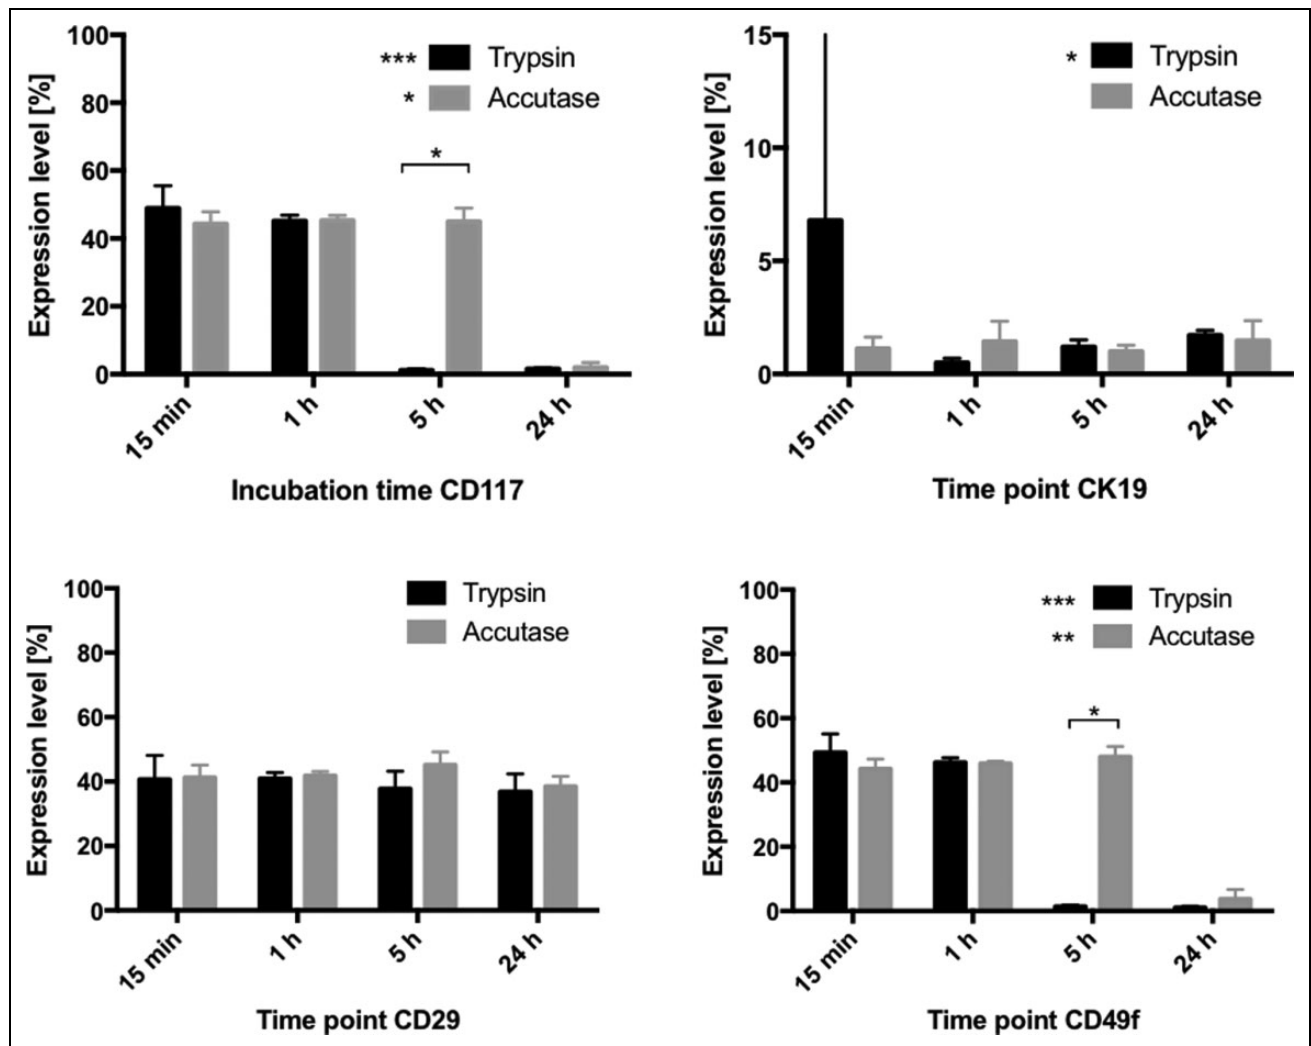 Expression level [%]
100
80
60
40
20
0
*** Trypsin
* Accutase
*
15 min
1 h
5 h
24 h
Incubation time CD117
Expression level [%]
15
10
5
0
* Trypsin
Accutase
15 min
1 h
5 h
24 h
Time point CK19
Expression level [%]
100
80
60
40
20
0
Trypsin
Accutase
15 min
1 h
5 h
24 h
Time point CD29
Expression level [%]
100
80
60
40
20
0
*** Trypsin
** Accutase
*
15 min
1 h
5 h
24 h
Time point CD49f